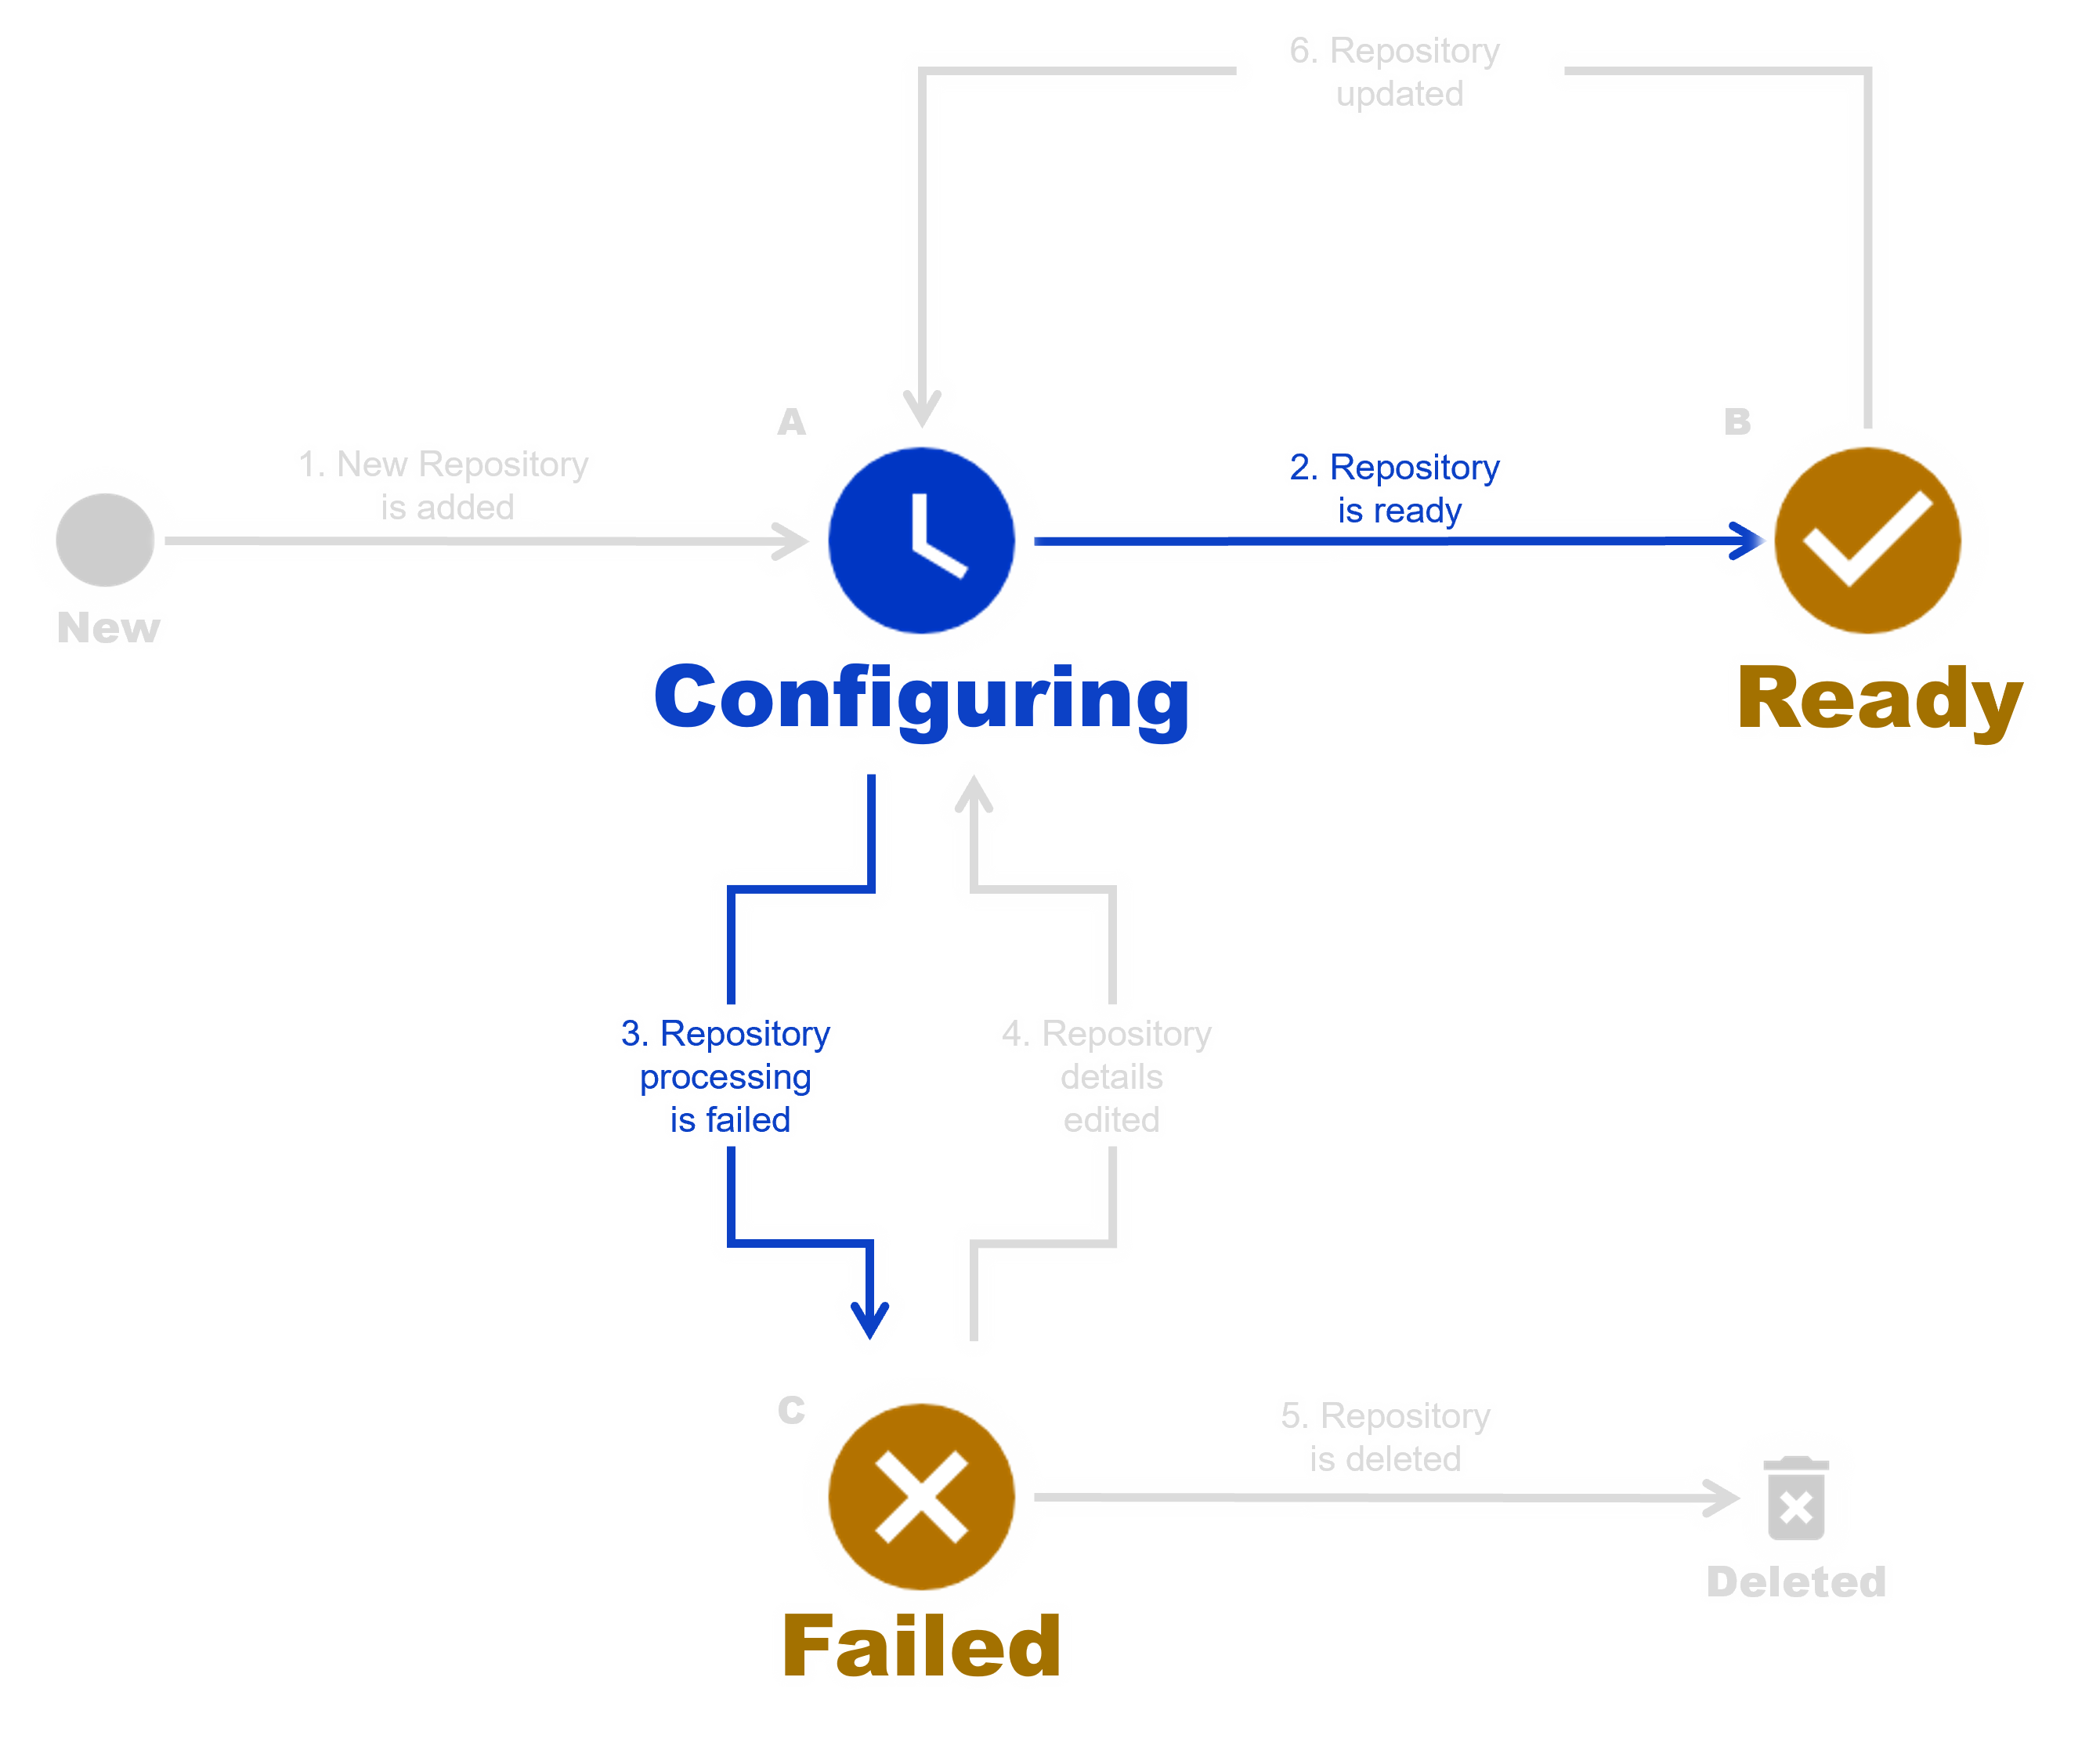 6. Repository
updated
A
B
1. New Repository
is added
2. Repository
is ready
New
Configuring
Ready
3. Repository
processing
is failed
4. Repository
details
edited
C
5. Repository
is deleted
Deleted
Failed